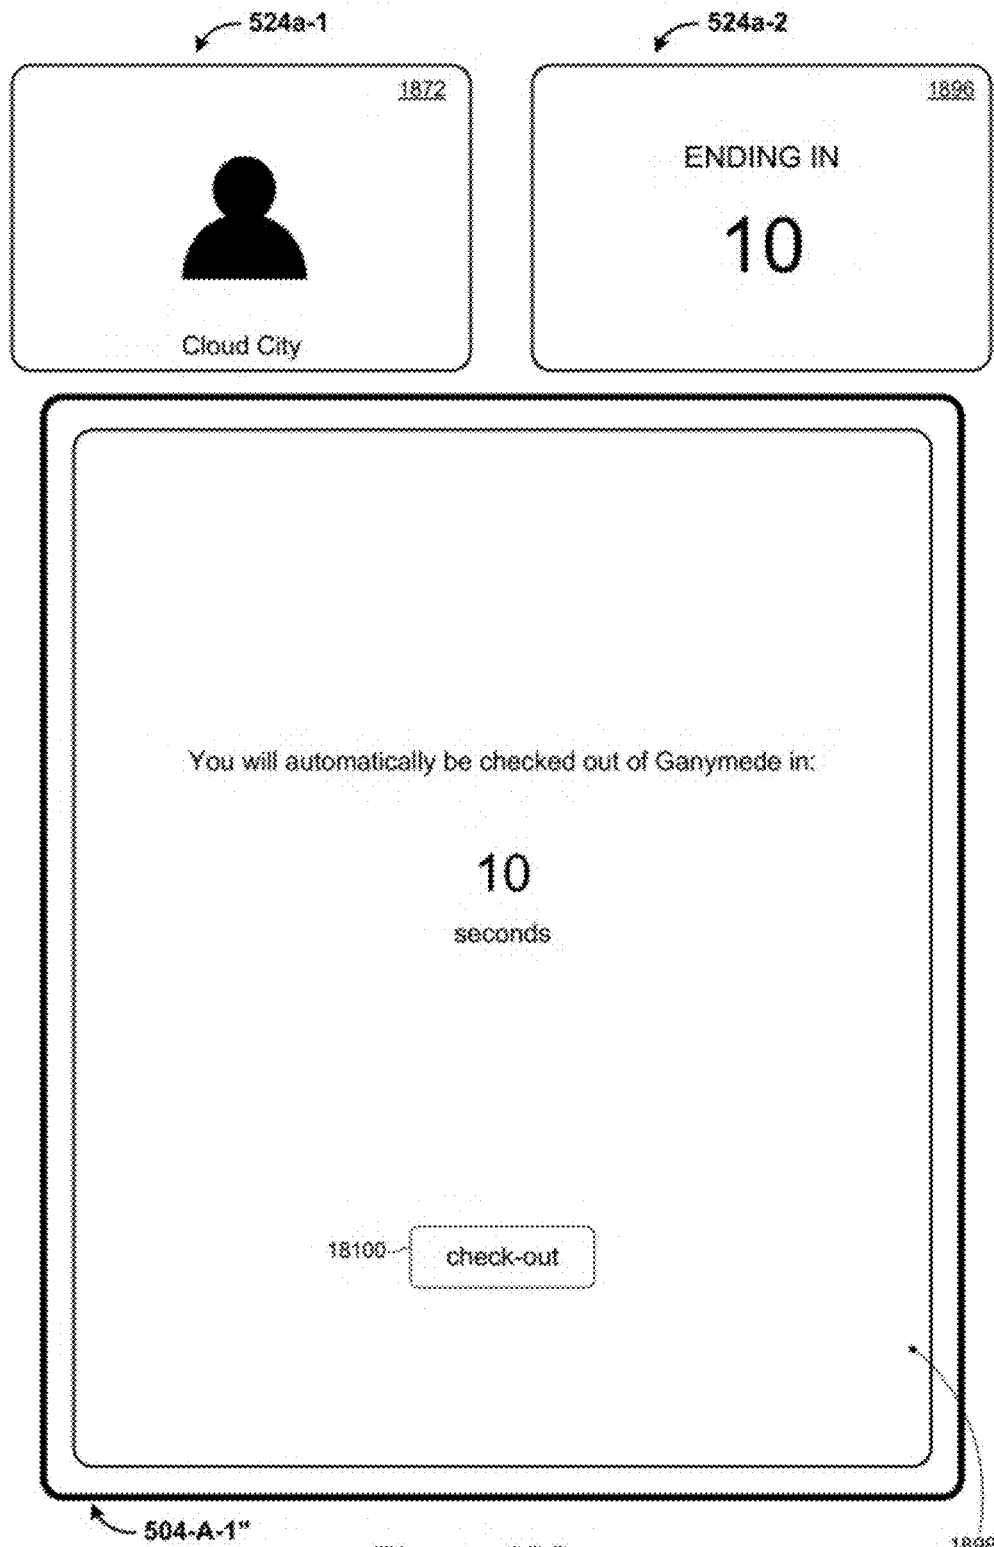 524a-1
524a-2
1872
1896
ENDING IN
10
Cloud City
You will automatically be checked out of Ganymede in:
10
seconds
18100
check-out
504-A-1"